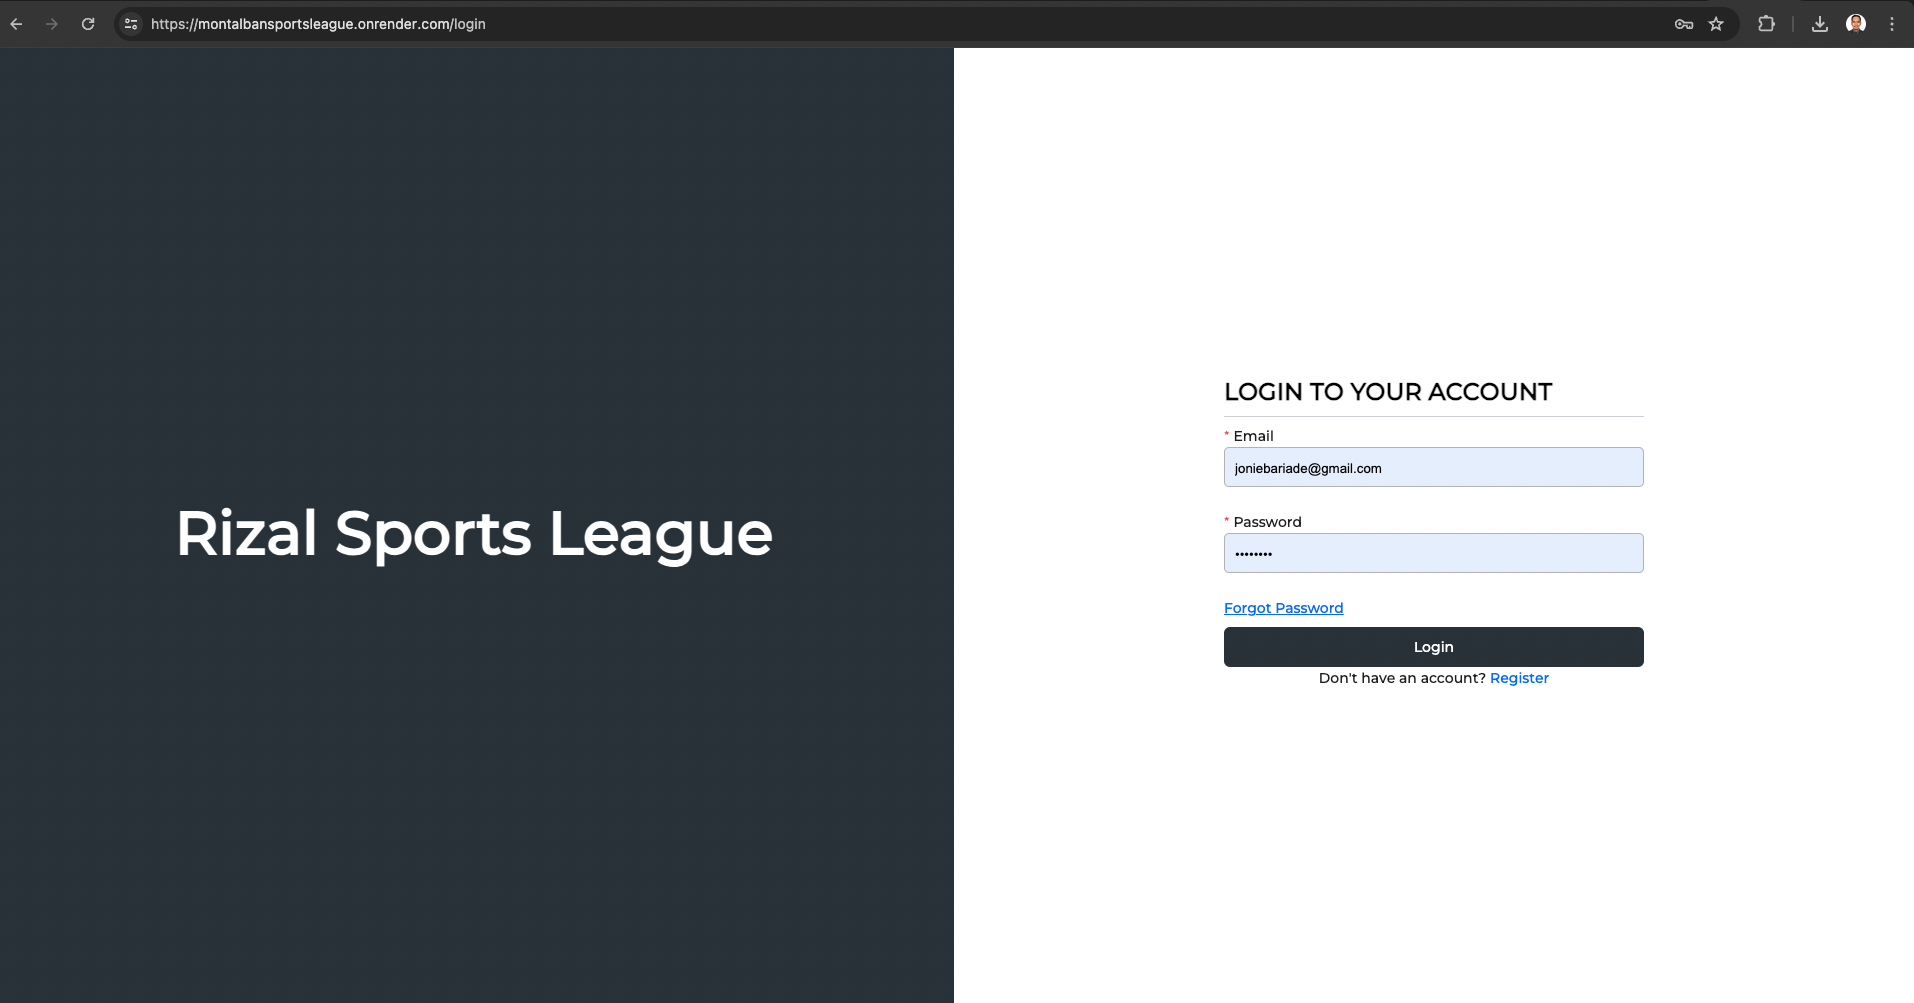 https://montalbansportsleague.onrender.com/login
Rizal Sports League
LOGIN TO YOUR ACCOUNT
* Email
joniebariade@gmail.com
* Password
••••••••
Forgot Password
Login
Don't have an account? Register